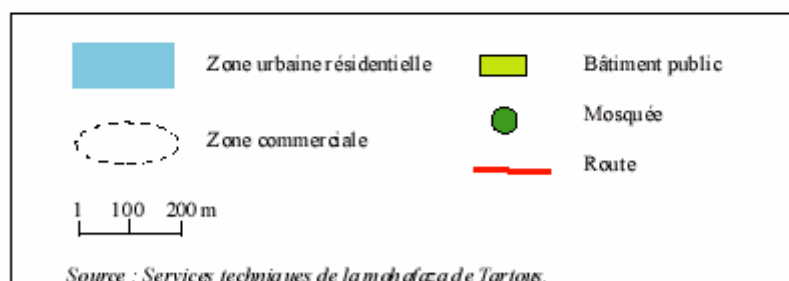 Zone urbaine résidentielle
Zone commerciale
1 100 200 m
Bâtiment public
Mosquée
Route
Source : Services techniques de la mohafaza de Tartous.